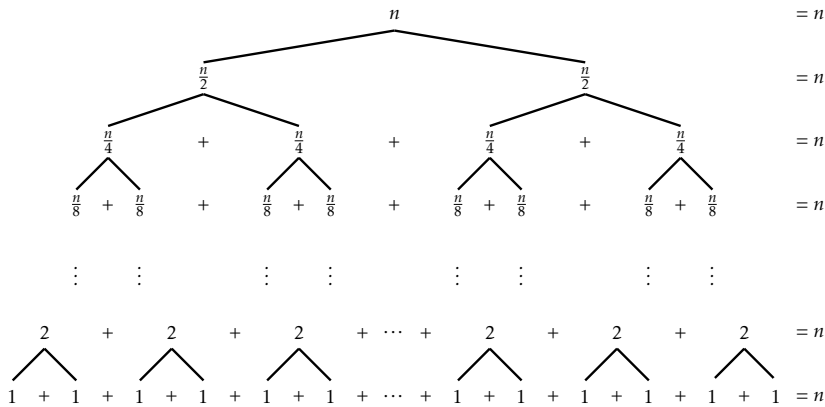 n = n
n/2 n/2 = n
n/4 + n/4 + n/4 + n/4 = n
n/8 + n/8 + n/8 + n/8 + n/8 + n/8 + n/8 + n/8 = n
⋮ ⋮ ⋮ ⋮ ⋮ ⋮ ⋮ ⋮
2 + 2 + 2 + ⋯ + 2 + 2 + 2 = n
1 + 1 + 1 + 1 + 1 + 1 + ⋯ + 1 + 1 + 1 + 1 + 1 + 1 = n